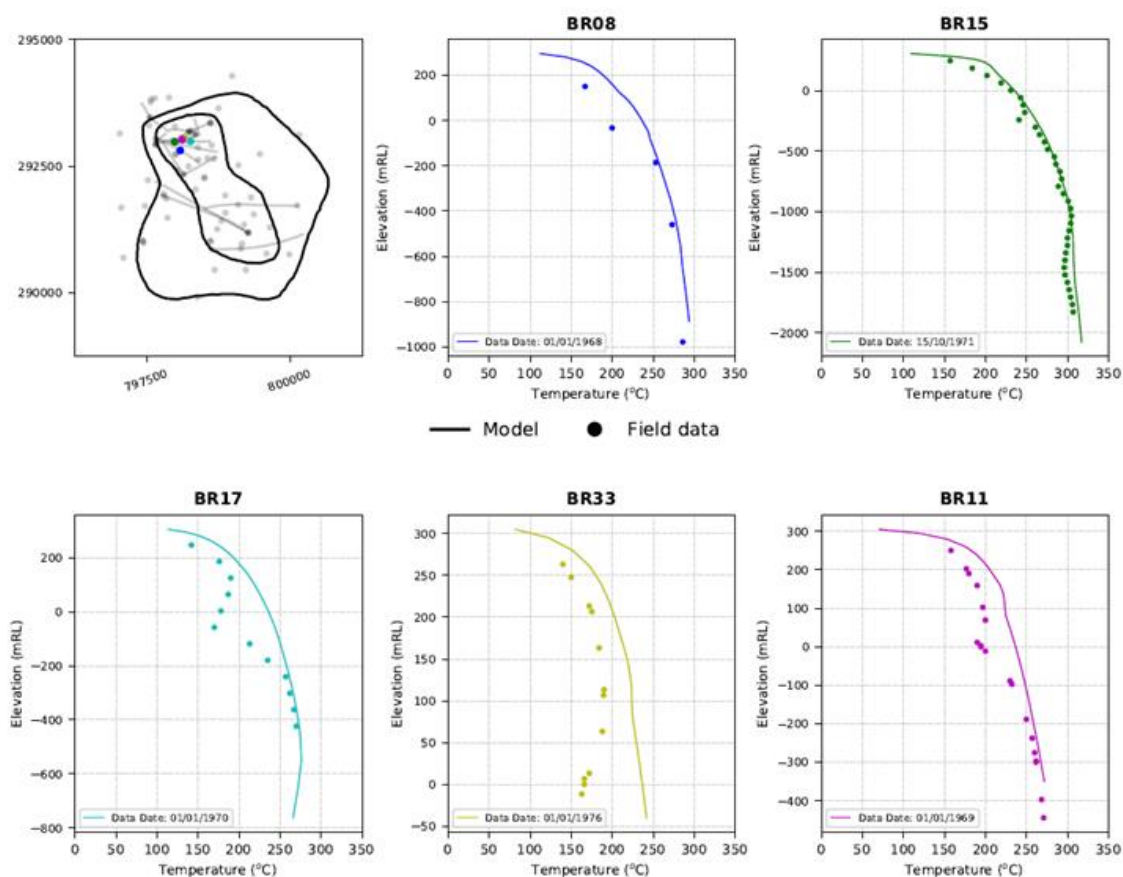 BR08
BR15
295000
292500
290000
797500
800000
Elevation (mRL)
200
0
−200
−400
−600
−800
−1000
Data Date: 01/01/1968
0 50 100 150 200 250 300 350
Temperature (°C)
Elevation (mRL)
0
−500
−1000
−1500
−2000
Data Date: 15/10/1971
0 50 100 150 200 250 300 350
Temperature (°C)
Model
Field data
BR17
BR33
BR11
Elevation (mRL)
200
0
−200
−400
−600
−800
Data Date: 01/01/1970
0 50 100 150 200 250 300 350
Temperature (°C)
Elevation (mRL)
300
250
200
150
100
50
0
−50
Data Date: 01/01/1976
0 50 100 150 200 250 300 350
Temperature (°C)
Elevation (mRL)
300
200
100
0
−100
−200
−300
−400
Data Date: 01/01/1969
0 50 100 150 200 250 300 350
Temperature (°C)